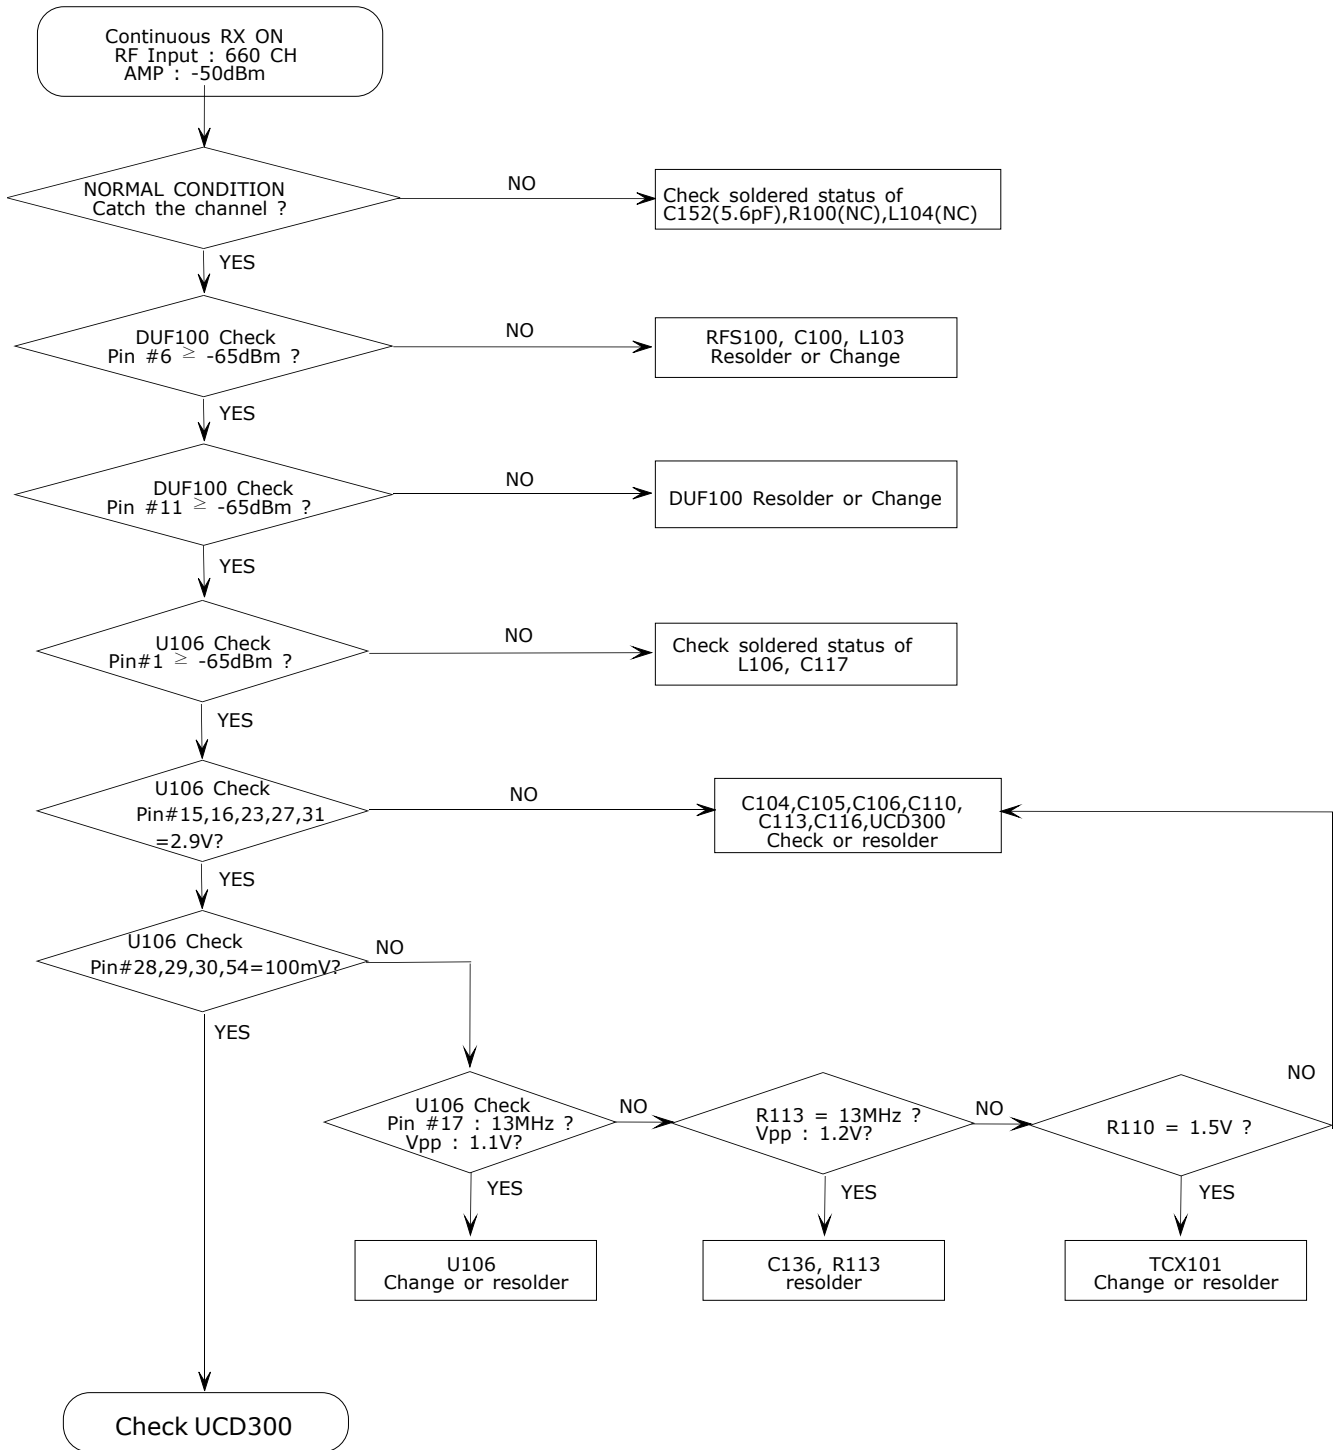 Continuous RX ON
RF Input : 660 CH
AMP : -50dBm
NORMAL CONDITION
Catch the channel ?
NO
Check soldered status of
C152(5.6pF),R100(NC),L104(NC)
YES
DUF100 Check
Pin #6 ≥ -65dBm ?
NO
RFS100, C100, L103
Resolder or Change
YES
DUF100 Check
Pin #11 ≥ -65dBm ?
NO
DUF100 Resolder or Change
YES
U106 Check
Pin#1 ≥ -65dBm ?
NO
Check soldered status of
L106, C117
YES
U106 Check
Pin#15,16,23,27,31
=2.9V?
NO
C104,C105,C106,C110,
C113,C116,UCD300
Check or resolder
YES
U106 Check
Pin#28,29,30,54=100mV?
NO
YES
U106 Check
Pin #17 : 13MHz ?
Vpp : 1.1V?
NO
R113 = 13MHz ?
Vpp : 1.2V?
NO
R110 = 1.5V ?
NO
YES
YES
YES
U106
Change or resolder
C136, R113
resolder
TCX101
Change or resolder
Check UCD300